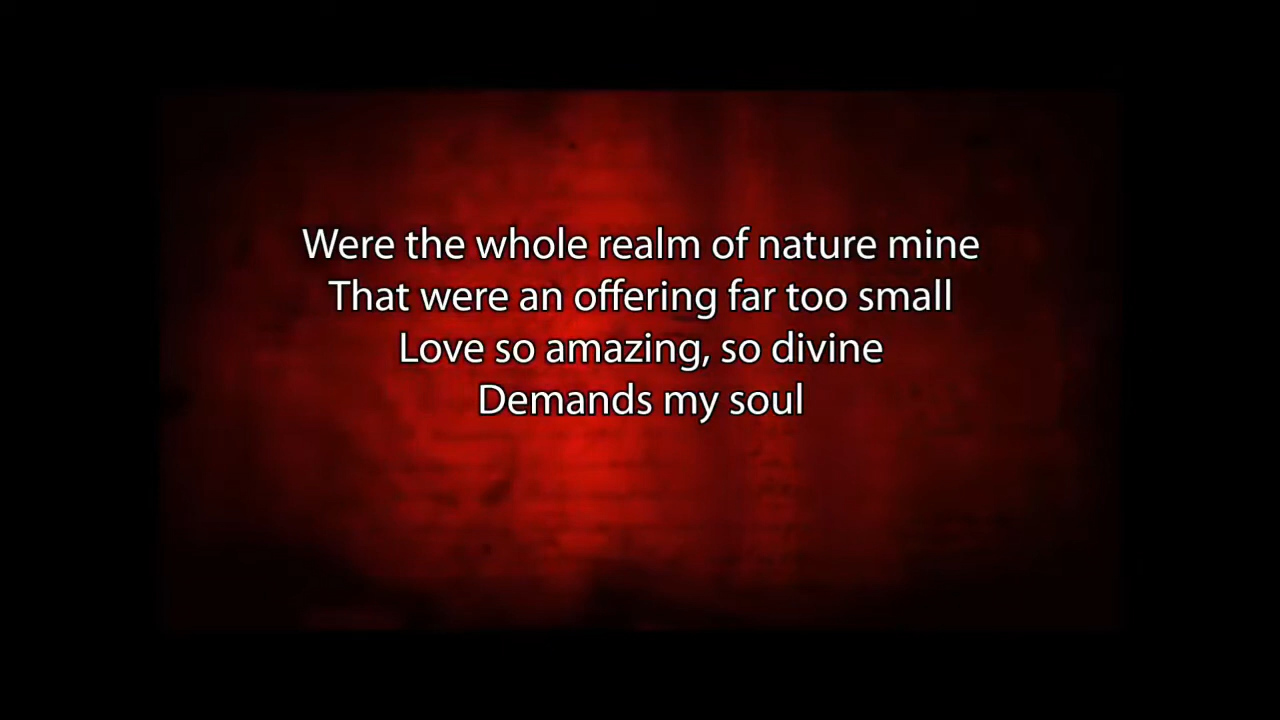 Were the whole realm of nature mine
That were an offering far too small
Love so amazing, so divine
Demands my soul